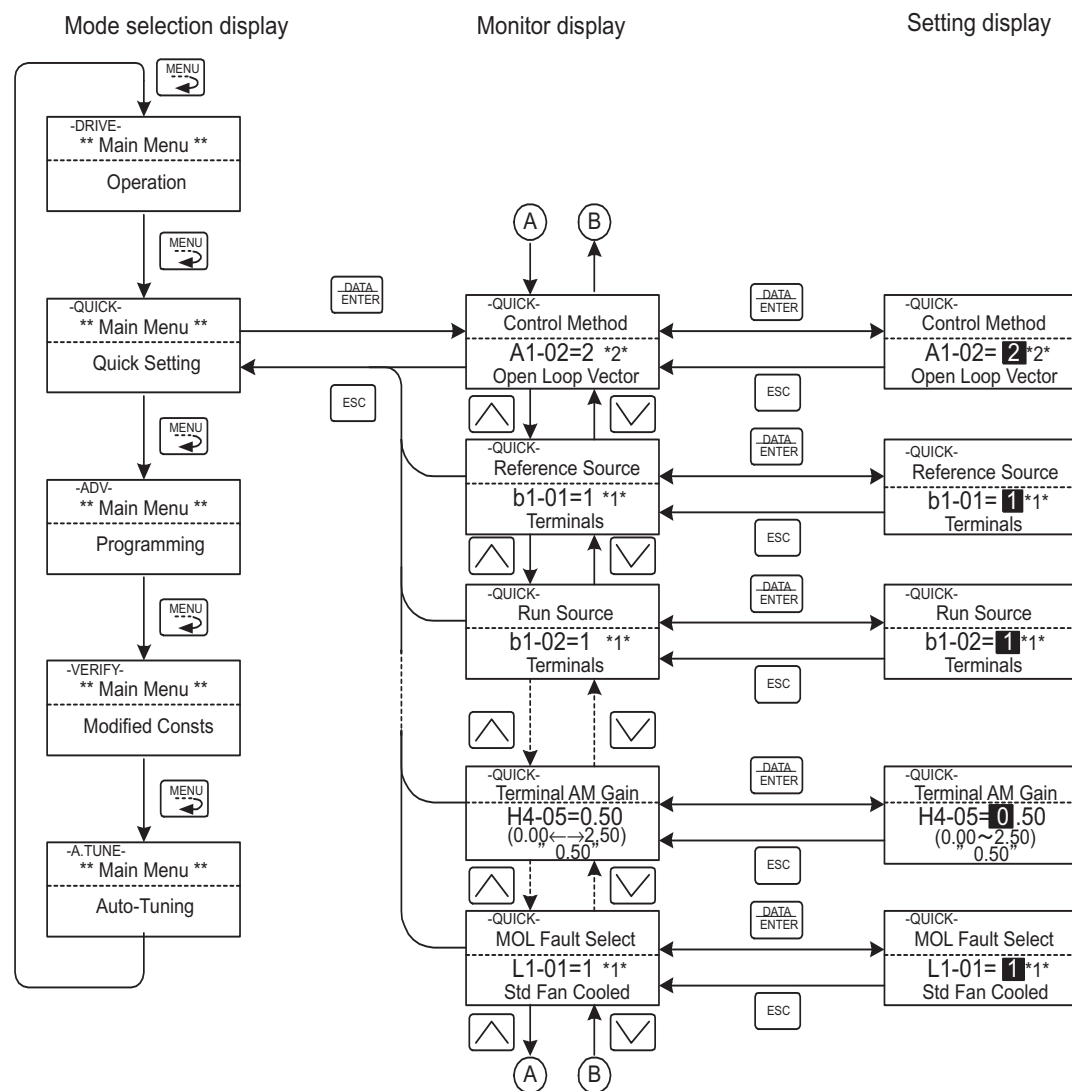 Mode selection display
Monitor display
Setting display
MENU
-DRIVE-
** Main Menu **
Operation
MENU
-QUICK-
** Main Menu **
Quick Setting
MENU
-ADV-
** Main Menu **
Programming
MENU
-VERIFY-
** Main Menu **
Modified Consts
MENU
-A.TUNE-
** Main Menu **
Auto-Tuning
DATA
ENTER
ESC
A
B
-QUICK-
Control Method
A1-02=2 *2*
Open Loop Vector
-QUICK-
Reference Source
b1-01=1 *1*
Terminals
-QUICK-
Run Source
b1-02=1 *1*
Terminals
-QUICK-
Terminal AM Gain
H4-05=0.50
(0.00←→2.50)
” 0.50”
-QUICK-
MOL Fault Select
L1-01=1 *1*
Std Fan Cooled
A
B
DATA
ENTER
ESC
DATA
ENTER
ESC
DATA
ENTER
ESC
DATA
ENTER
ESC
DATA
ENTER
ESC
-QUICK-
Control Method
A1-02= 2 *2*
Open Loop Vector
-QUICK-
Reference Source
b1-01= 1 *1*
Terminals
-QUICK-
Run Source
b1-02= 1 *1*
Terminals
-QUICK-
Terminal AM Gain
H4-05=0.50
(0.00～2.50)
” 0.50”
-QUICK-
MOL Fault Select
L1-01= 1 *1*
Std Fan Cooled